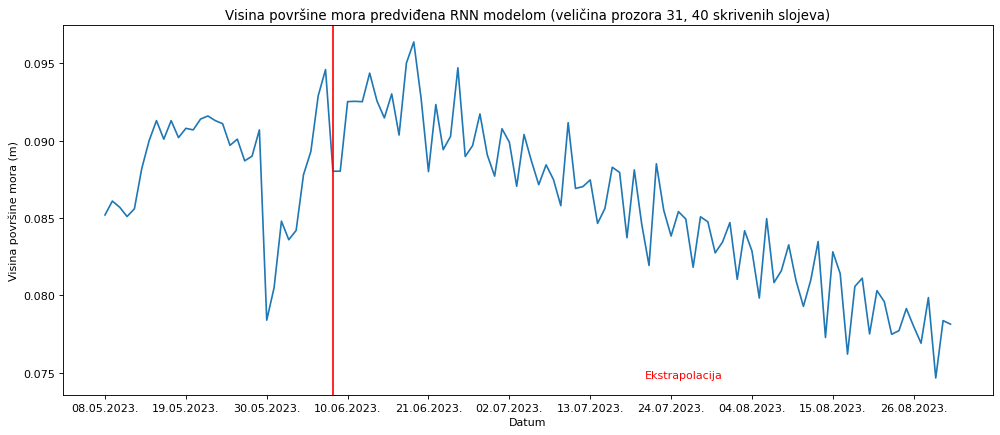 Visina površine mora predviđena RNN modelom (veličina prozora 31, 40 skrivenih slojeva)
Visina površine mora (m)
0.095
0.090
0.085
0.080
0.075
Ekstrapolacija
08.05.2023. 19.05.2023. 30.05.2023. 10.06.2023. 21.06.2023. 02.07.2023. 13.07.2023. 24.07.2023. 04.08.2023. 15.08.2023. 26.08.2023.
Datum